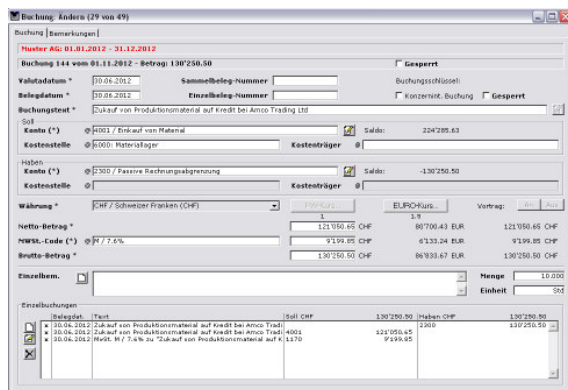 Buchung: Ändern (29 von 49)
Buchung Bemerkungen
Muster AG: 01.01.2012 - 31.12.2012
Buchung 144 vom 01.11.2012 - Betrag: 130'250.50 Gesperrt
Valutadatum * 30.06.2012 Sammelbeleg-Nummer Buchungsschlüssel:
Belegdatum * 30.06.2012 Einzelbeleg-Nummer Konzernint. Buchung Gesperrt
Buchungstext * Zukauf von Produktionsmaterial auf Kredit bei Amco Trading Ltd
Soll
Konto (*) @ 4001 / Einkauf von Material Saldo: 224'285.63
Kostenstelle @ 6000: Materiallager Kostenträger @
Haben
Konto (*) @ 2300 / Passive Rechnungsabgrenzung Saldo: -130'250.50
Kostenstelle @ Kostenträger @
Währung * CHF / Schweizer Franken (CHF) EURO-Kurs... Vortrag: An Aus
Netto-Betrag * 121'050.65 CHF 80'700.43 EUR 121'050.65 CHF
MWSt.-Code (*) @ M / 7.6% 9'199.85 CHF 6'133.24 EUR 9'199.85 CHF
Brutto-Betrag * 130'250.50 CHF 86'833.67 EUR 130'250.50 CHF
Einzelbem. Menge 10.000
Einheit Std
Einzelbuchungen
Belegdat. Text Soll CHF 130'250.50 Haben CHF 130'250.50
x 30.06.2012 Zukauf von Produktionsmaterial auf Kredit bei Amco Tradi 2300 130'250.50
x 30.06.2012 Zukauf von Produktionsmaterial auf Kredit bei Amco Tradi 4001 121'050.65
x 30.06.2012 MwSt. M / 7.6% zu "Zukauf von Produktionsmaterial auf K 1170 9'199.85